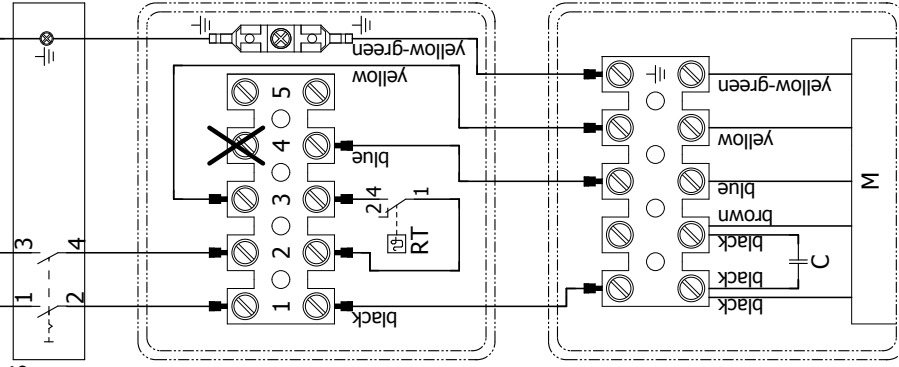 yellow-green
yellow
5
yellow-green
4
blue
yellow
3
2 4 1
blue
M
3
4
2
RT
brown
black
C
1
2
1
black
black
black